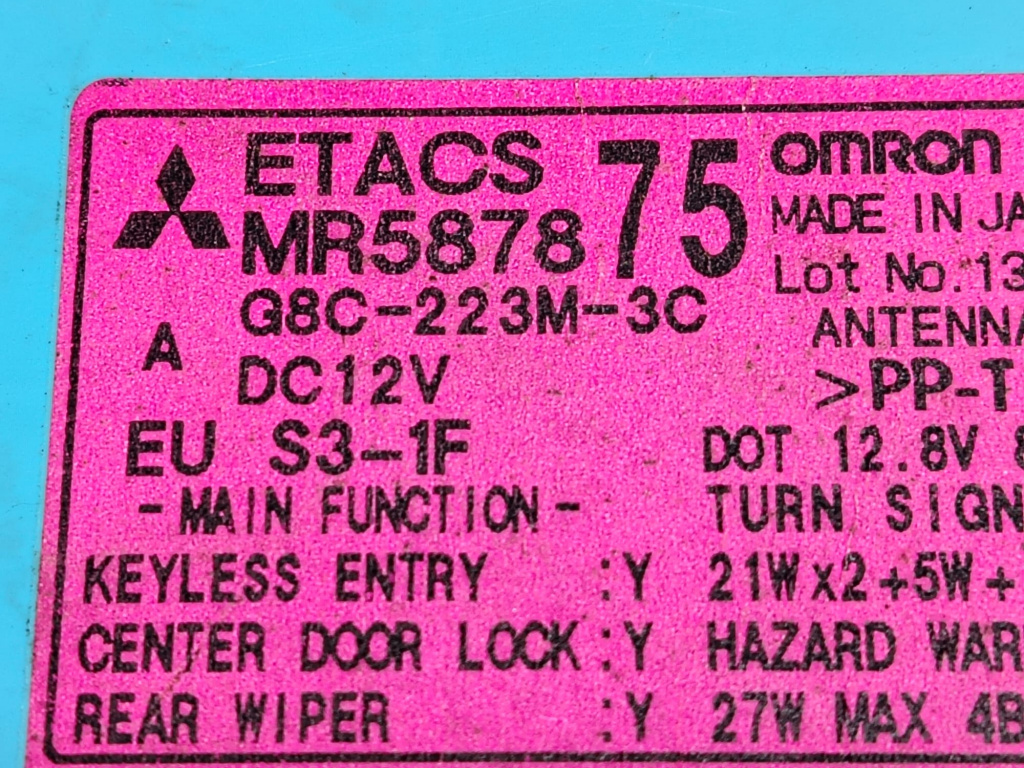 ETACS 75 OMRON
MR5878 MADE IN JA
G8C-223M-3C Lot No.13
A ANTENNA
DC12V >PP-T
EU S3-1F DOT 12.8V
-MAIN FUNCTION- TURN SIGN
KEYLESS ENTRY :Y 21Wx2+5W+
CENTER DOOR LOCK:Y HAZARD WAR
REAR WIPER :Y 27W MAX 4B